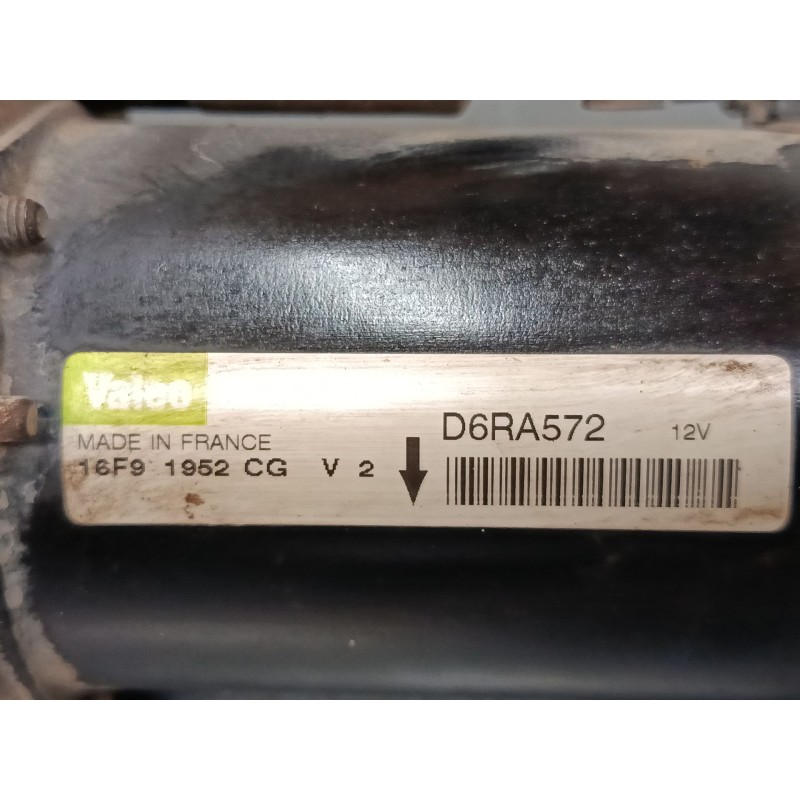 Valeo
MADE IN FRANCE
16F9 1952 CG V 2
D6RA572 12V